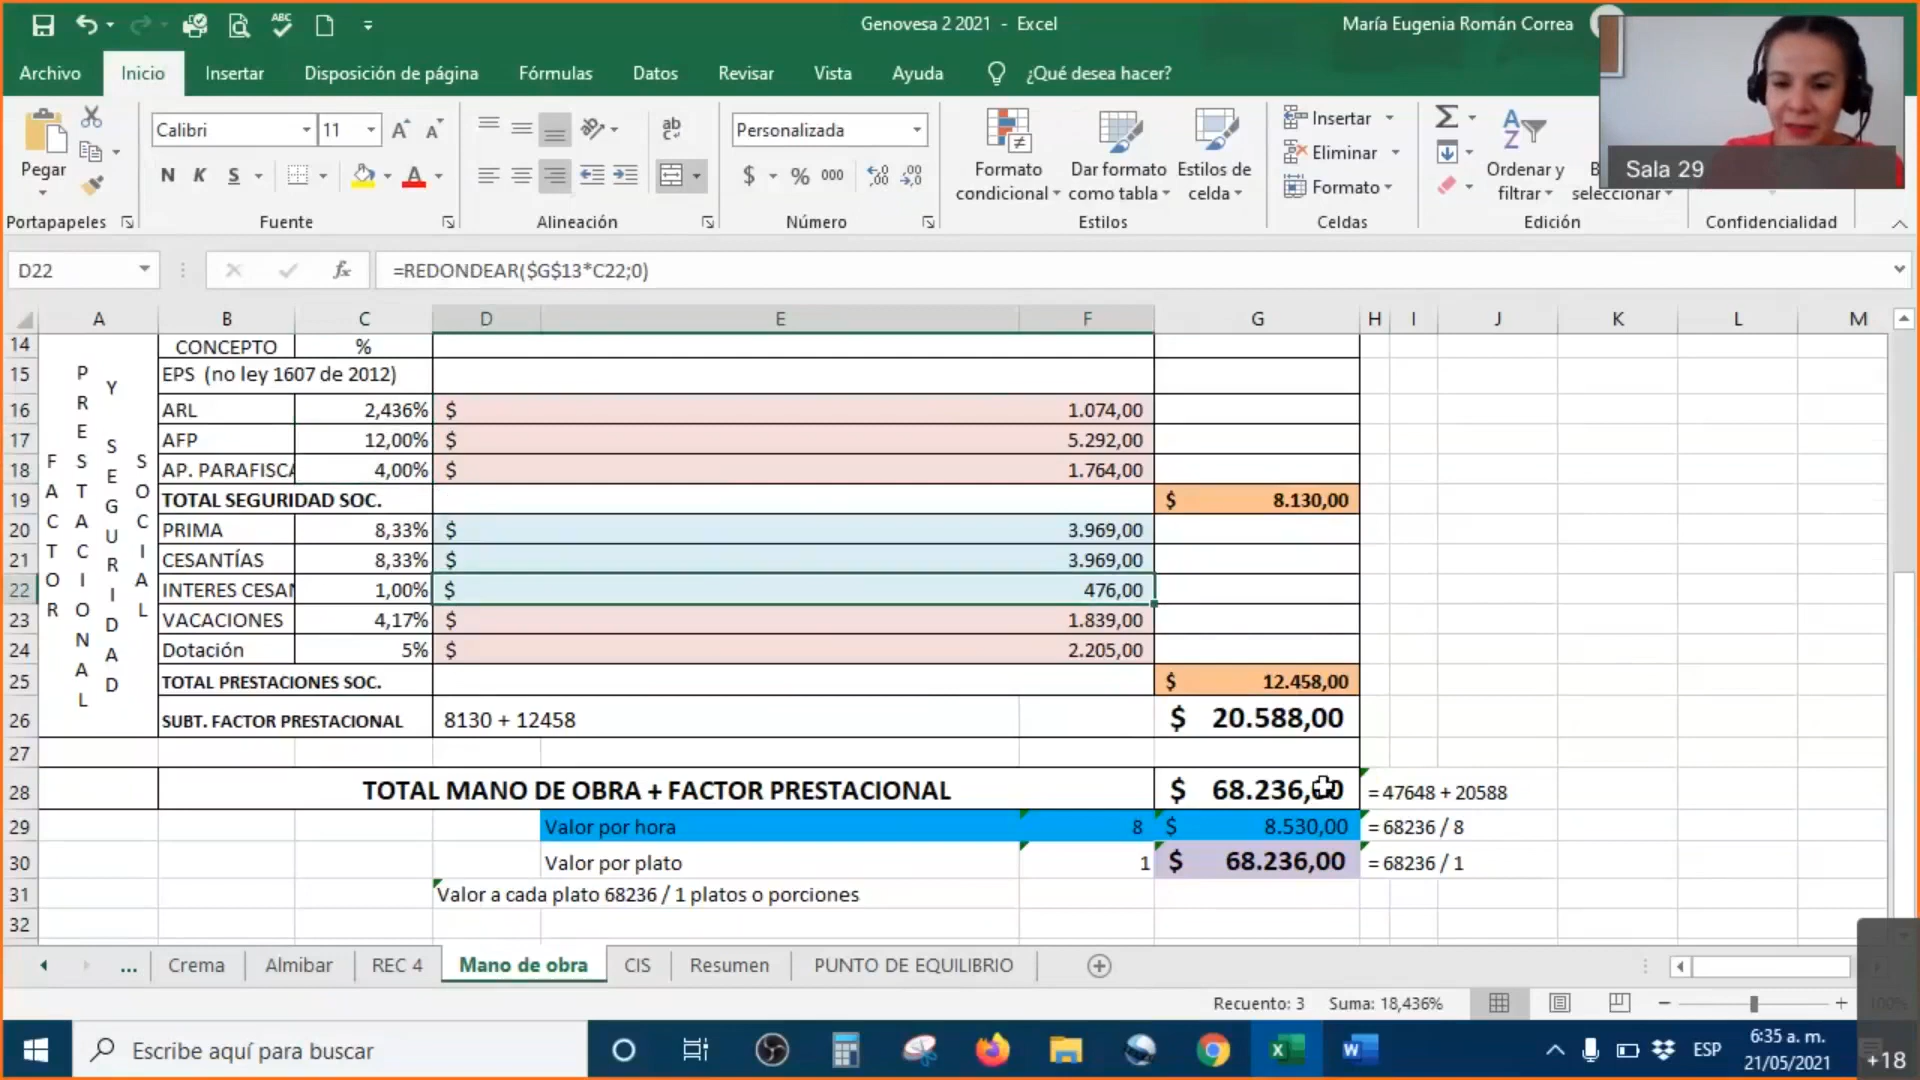 Genovesa 2 2021 - Excel
María Eugenia Román Correa
Archivo Inicio Insertar Disposición de página Fórmulas Datos Revisar Vista Ayuda ¿Qué desea hacer?
Sala 29
Pegar
Calibri 11
N K S
Personalizada
$ % 000
Formato condicional
Dar formato como tabla
Estilos de celda
Insertar
Eliminar
Formato
Ordenar y filtrar
B
seleccionar
Portapapeles Fuente Alineación Número Estilos Celdas Edición Confidencialidad
D22 fx =REDONDEAR($G$13*C22;0)
A B C D E F G H I J K L M
FACTOR PRESTACIONAL Y SEGURIDAD SOCIAL
14 CONCEPTO %
15 EPS (no ley 1607 de 2012)
16 ARL 2,436% $ 1.074,00
17 AFP 12,00% $ 5.292,00
18 AP. PARAFISCA 4,00% $ 1.764,00
19 TOTAL SEGURIDAD SOC. $ 8.130,00
20 PRIMA 8,33% $ 3.969,00
21 CESANTÍAS 8,33% $ 3.969,00
22 INTERES CESAN 1,00% $ 476,00
23 VACACIONES 4,17% $ 1.839,00
24 Dotación 5% $ 2.205,00
25 TOTAL PRESTACIONES SOC. $ 12.458,00
26 SUBT. FACTOR PRESTACIONAL 8130 + 12458 $ 20.588,00
27
28 TOTAL MANO DE OBRA + FACTOR PRESTACIONAL $ 68.236,00 = 47648 + 20588
29 Valor por hora 8 $ 8.530,00 = 68236 / 8
30 Valor por plato 1 $ 68.236,00 = 68236 / 1
31 Valor a cada plato 68236 / 1 platos o porciones
32
... Crema Almibar REC 4 Mano de obra CIS Resumen PUNTO DE EQUILIBRIO
Recuento: 3 Suma: 18,436% 100%
Escribe aquí para buscar
ESP
6:35 a. m.
21/05/2021
+18